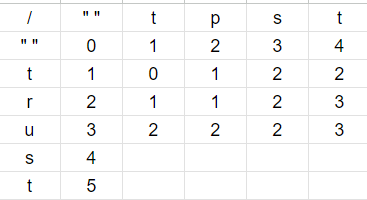 / " " t p s t
" " 0 1 2 3 4
t 1 0 1 2 2
r 2 1 1 2 3
u 3 2 2 2 3
s 4
t 5